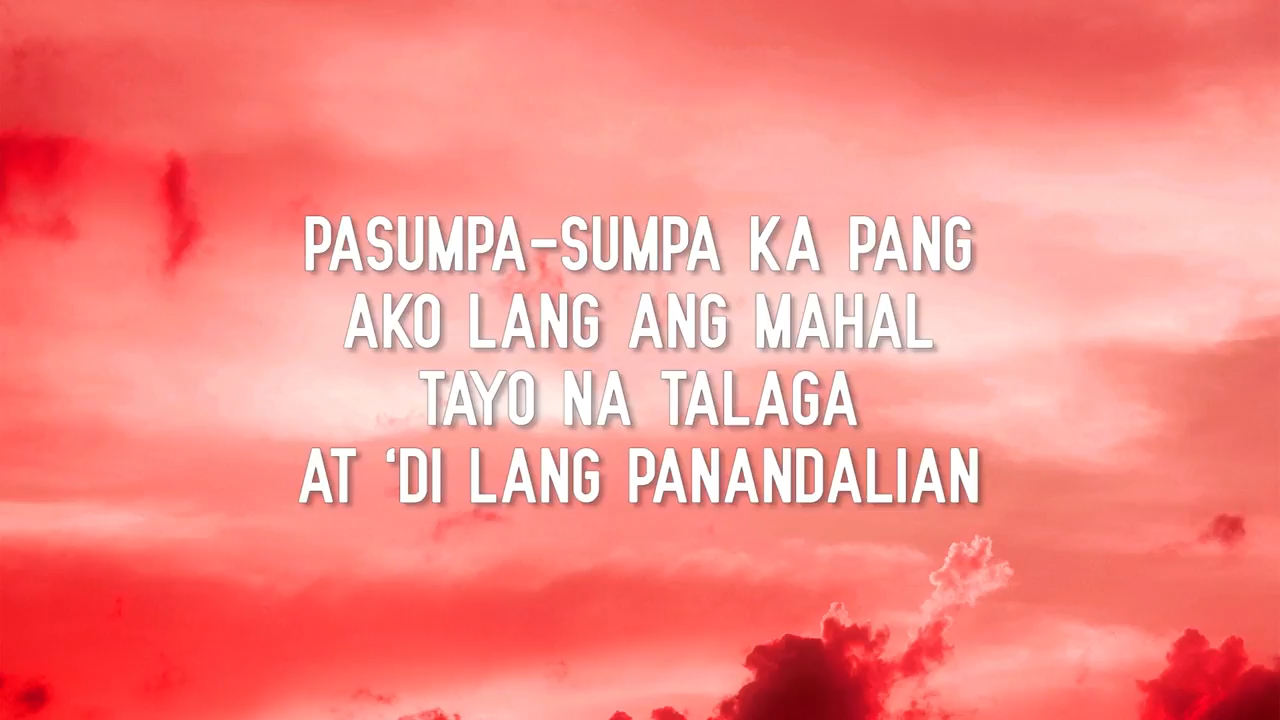 PASUMPA-SUMPA KA PANG
AKO LANG ANG MAHAL
TAYO NA TALAGA
AT ‘DI LANG PANANDALIAN